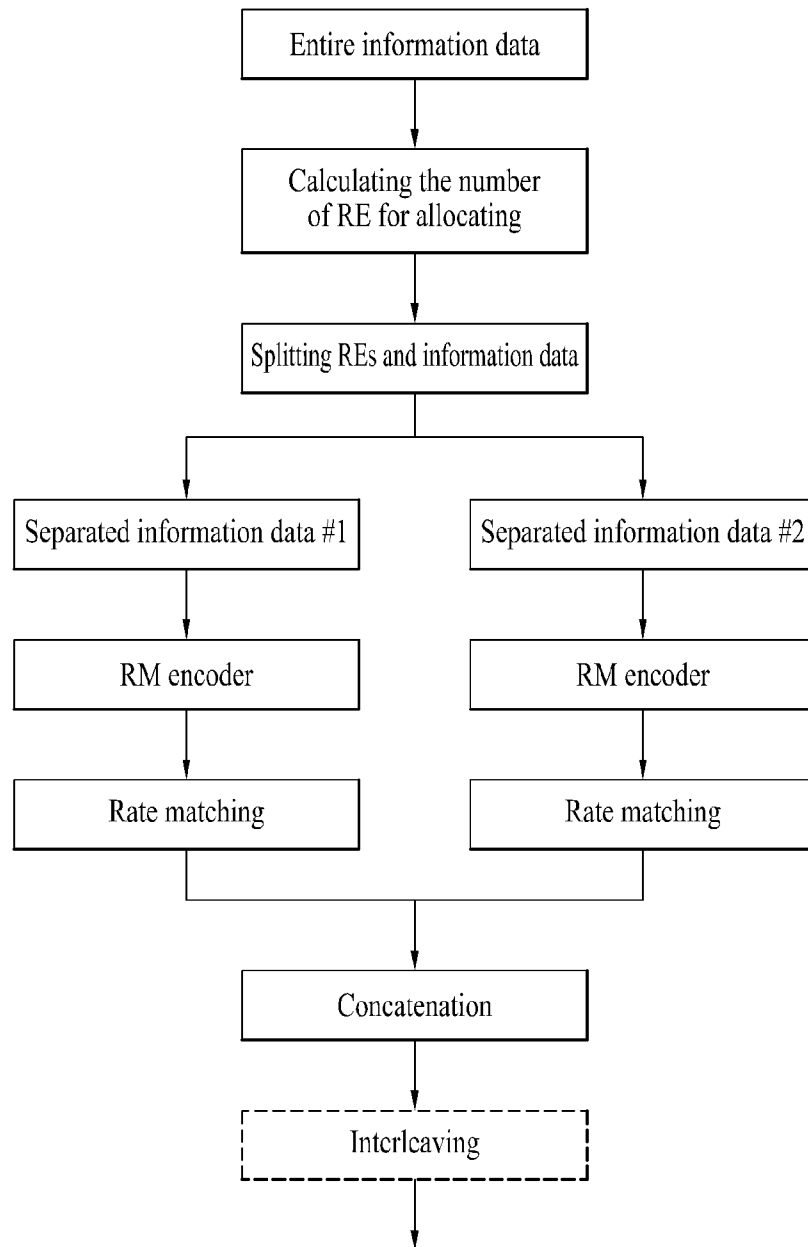 Entire information data
Calculating the number
of RE for allocating
Splitting REs and information data
Separated information data #1
Separated information data #2
RM encoder
RM encoder
Rate matching
Rate matching
Concatenation
Interleaving